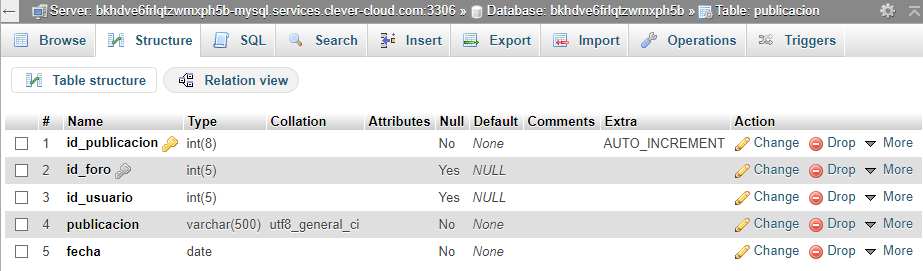 Server: bkhdve6frlqtzwmxph5b-mysql.services.clever-cloud.com:3306 » Database: bkhdve6frlqtzwmxph5b » Table: publicacion
Browse Structure SQL Search Insert Export Import Operations Triggers
Table structure Relation view
# Name Type Collation Attributes Null Default Comments Extra Action
1 id_publicacion int(8) No None AUTO_INCREMENT Change Drop More
2 id_foro int(5) Yes NULL Change Drop More
3 id_usuario int(5) Yes NULL Change Drop More
4 publicacion varchar(500) utf8_general_ci No None Change Drop More
5 fecha date No None Change Drop More